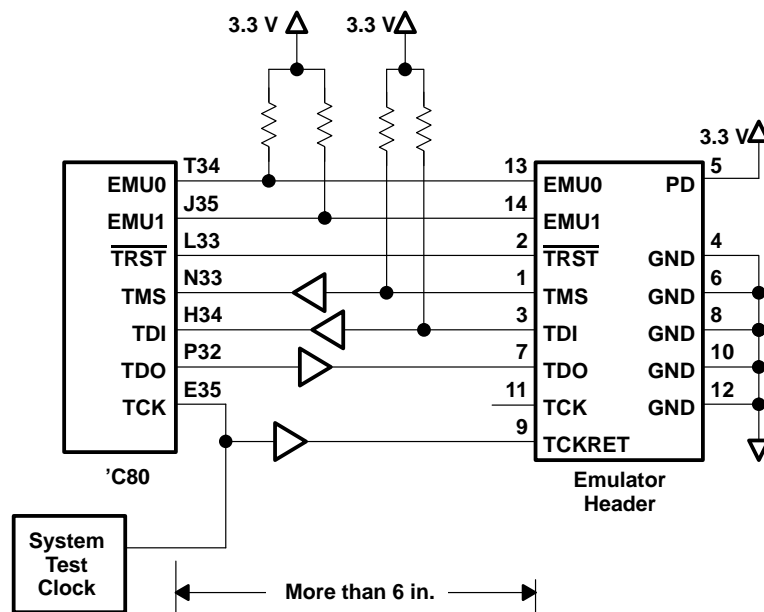 3.3 V 3.3 V
3.3 V
T34 13 5
EMU0 EMU0 PD
J35 14
EMU1 EMU1
L33 2 4
TRST TRST GND
N33 1 6
TMS TMS GND
H34 3 8
TDI TDI GND
P32 7 10
TDO TDO GND
E35 11 12
TCK TCK GND
9
TCKRET
'C80
Emulator
Header
System
Test
Clock
More than 6 in.